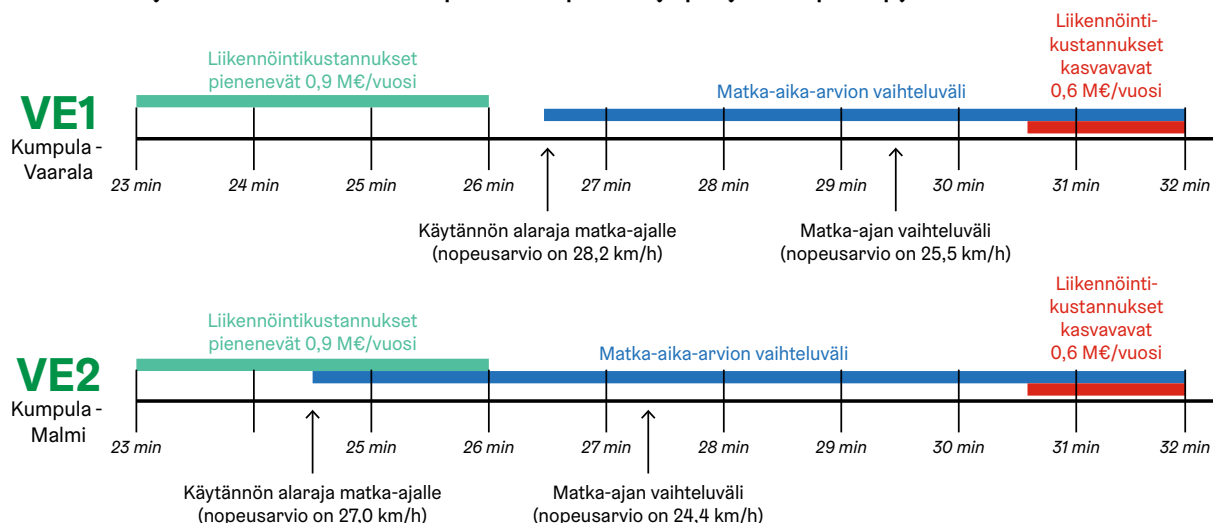 Liikennöintikustannukset
pienenevät 0,9 M€/vuosi
Matka-aika-arvion vaihteluväli
Liikennöinti-
kustannukset
kasvavavat
0,6 M€/vuosi
VE1
Kumpula -
Vaarala
23 min 24 min 25 min 26 min 27 min 28 min 29 min 30 min 31 min 32 min
Käytännön alaraja matka-ajalle
(nopeusarvio on 28,2 km/h)
Matka-ajan vaihteluväli
(nopeusarvio on 25,5 km/h)
Liikennöintikustannukset
pienenevät 0,9 M€/vuosi
Matka-aika-arvion vaihteluväli
Liikennöinti-
kustannukset
kasvavavat
0,6 M€/vuosi
VE2
Kumpula -
Malmi
23 min 25 min 26 min 27 min 28 min 29 min 30 min 31 min 32 min
Käytännön alaraja matka-ajalle
(nopeusarvio on 27,0 km/h)
Matka-ajan vaihteluväli
(nopeusarvio on 24,4 km/h)